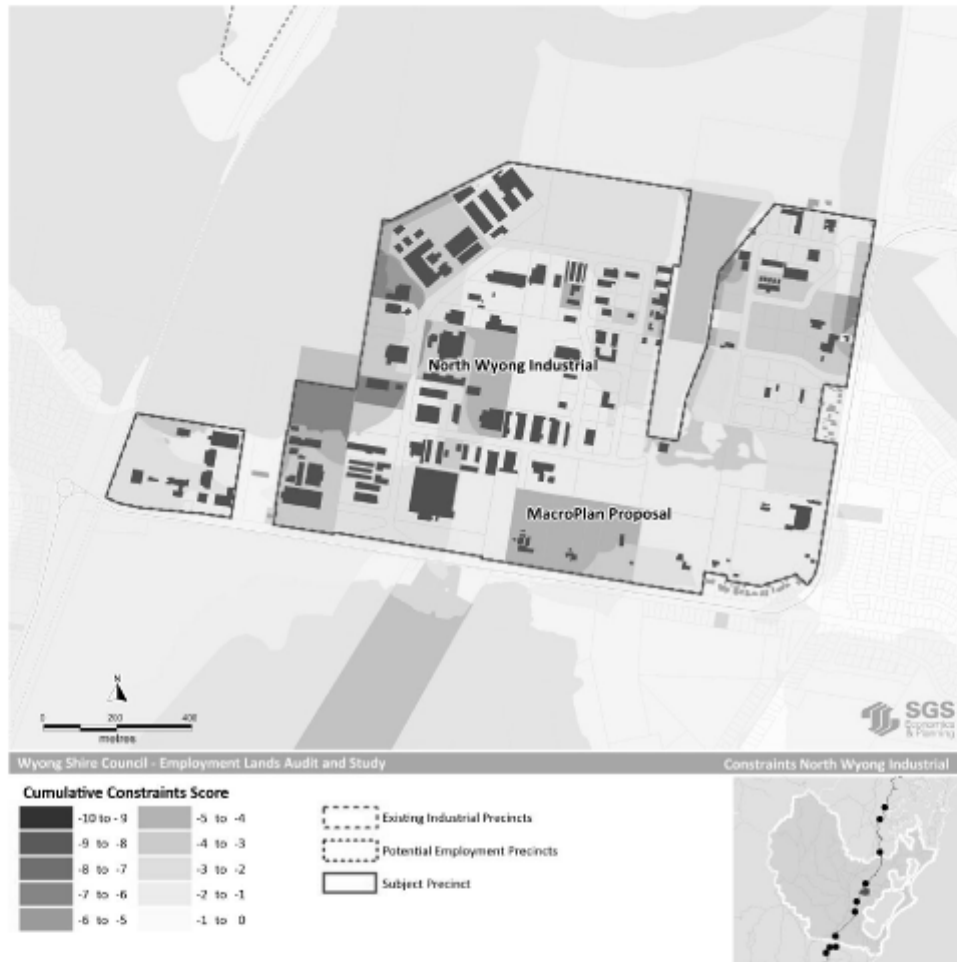 North Wyong Industrial
MacroPlan Proposal
N
0 200 400
metres
SGS
Economics
& Planning
Wyong Shire Council - Employment Lands Audit and Study
Constraints North Wyong Industrial
Cumulative Constraints Score
-10 to - 9
-9 to -8
-8 to -7
-7 to -6
-6 to -5
-5 to -4
-4 to -3
-3 to -2
-2 to -1
-1 to 0
Existing Industrial Precincts
Potential Employment Precincts
Subject Precinct